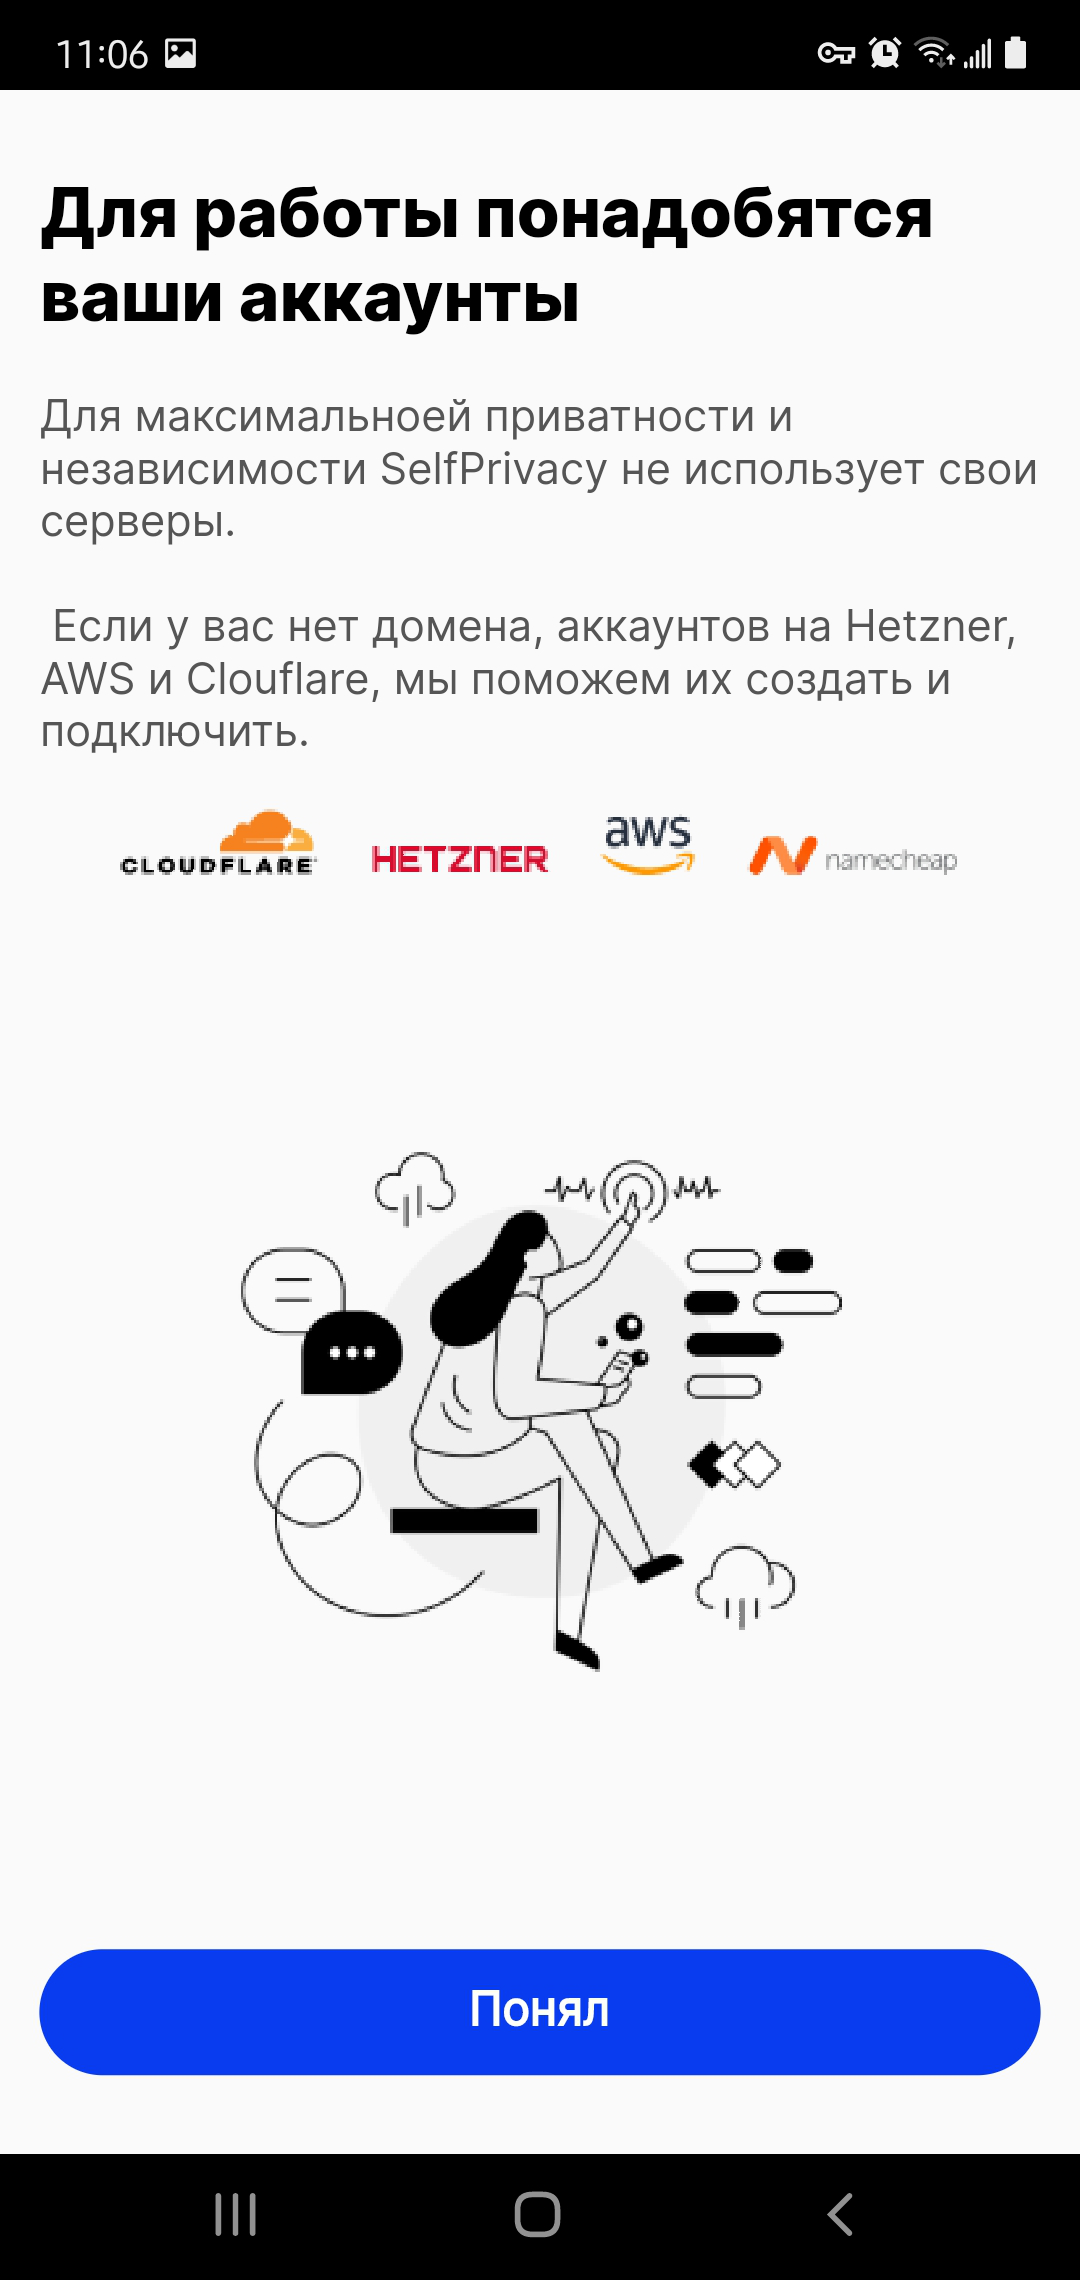 11:06
Для работы понадобятся
ваши аккаунты
Для максимальноей приватности и
независимости SelfPrivacy не использует свои
серверы.
Если у вас нет домена, аккаунтов на Hetzner,
AWS и Clouflare, мы поможем их создать и
подключить.
CLOUDFLARE HETZNER aws namecheap
Понял